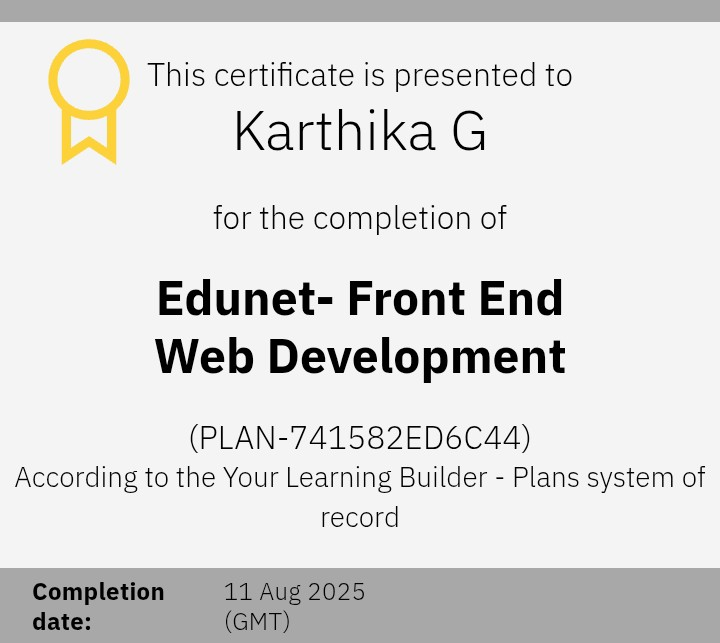 This certificate is presented to
Karthika G
for the completion of
Edunet- Front End
Web Development
(PLAN-741582ED6C44)
According to the Your Learning Builder - Plans system of
record
Completion date: 11 Aug 2025 (GMT)